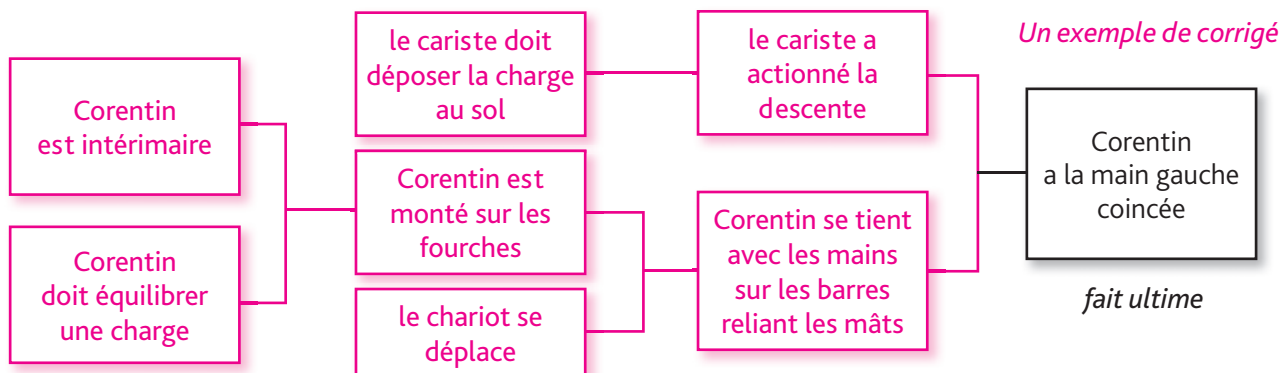 Un exemple de corrigé
Corentin
est intérimaire
Corentin
doit équilibrer
une charge
le cariste doit
déposer la charge
au sol
Corentin est
monté sur les
fourches
le chariot se
déplace
le cariste a
actionné la
descente
Corentin se tient
avec les mains
sur les barres
reliant les mâts
Corentin
a la main gauche
coincée
fait ultime